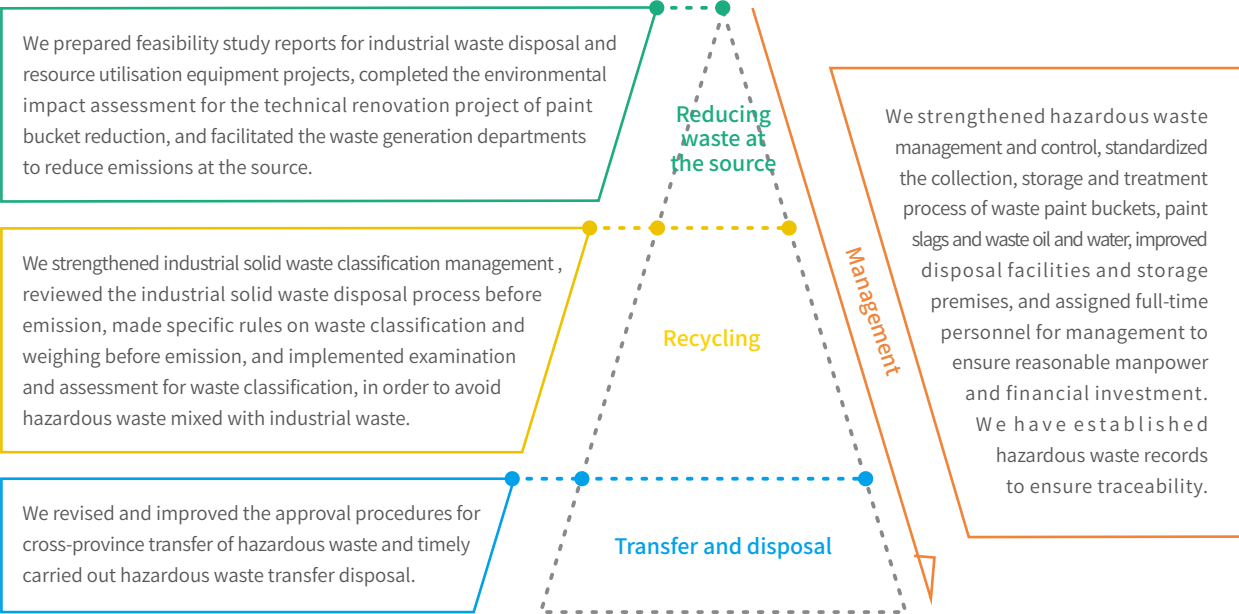 We prepared feasibility study reports for industrial waste disposal and
resource utilisation equipment projects, completed the environmental
impact assessment for the technical renovation project of paint
bucket reduction, and facilitated the waste generation departments
to reduce emissions at the source.
Reducing
waste at
the source
We strengthened industrial solid waste classification management ,
reviewed the industrial solid waste disposal process before
emission, made specific rules on waste classification and
weighing before emission, and implemented examination
and assessment for waste classification, in order to avoid
hazardous waste mixed with industrial waste.
Recycling
We revised and improved the approval procedures for
cross-province transfer of hazardous waste and timely
carried out hazardous waste transfer disposal.
Transfer and disposal
Management
We strengthened hazardous waste
management and control, standardized
the collection, storage and treatment
process of waste paint buckets, paint
slags and waste oil and water, improved
disposal facilities and storage
premises, and assigned full-time
personnel for management to
ensure reasonable manpower
and financial investment.
We have established
hazardous waste records
to ensure traceability.